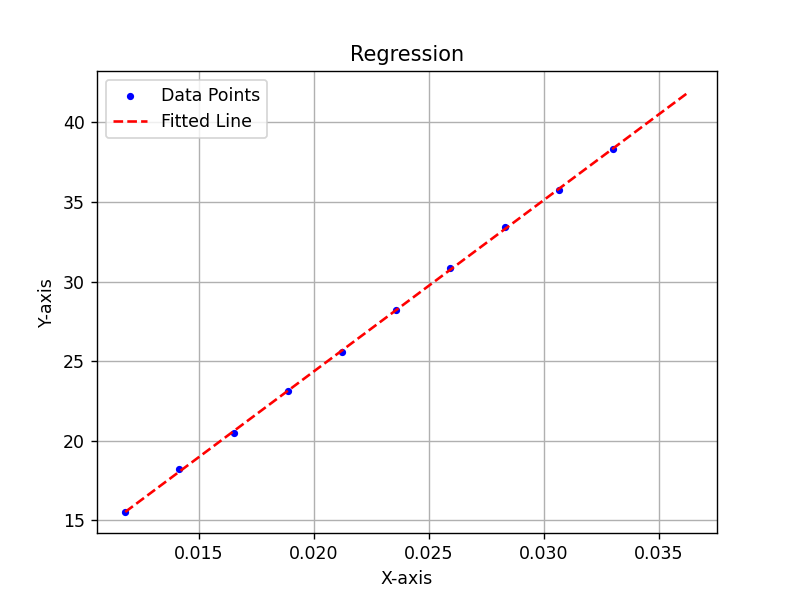 Regression
Data Points
Fitted Line
40
35
30
25
20
15
Y-axis
0.015 0.020 0.025 0.030 0.035
X-axis